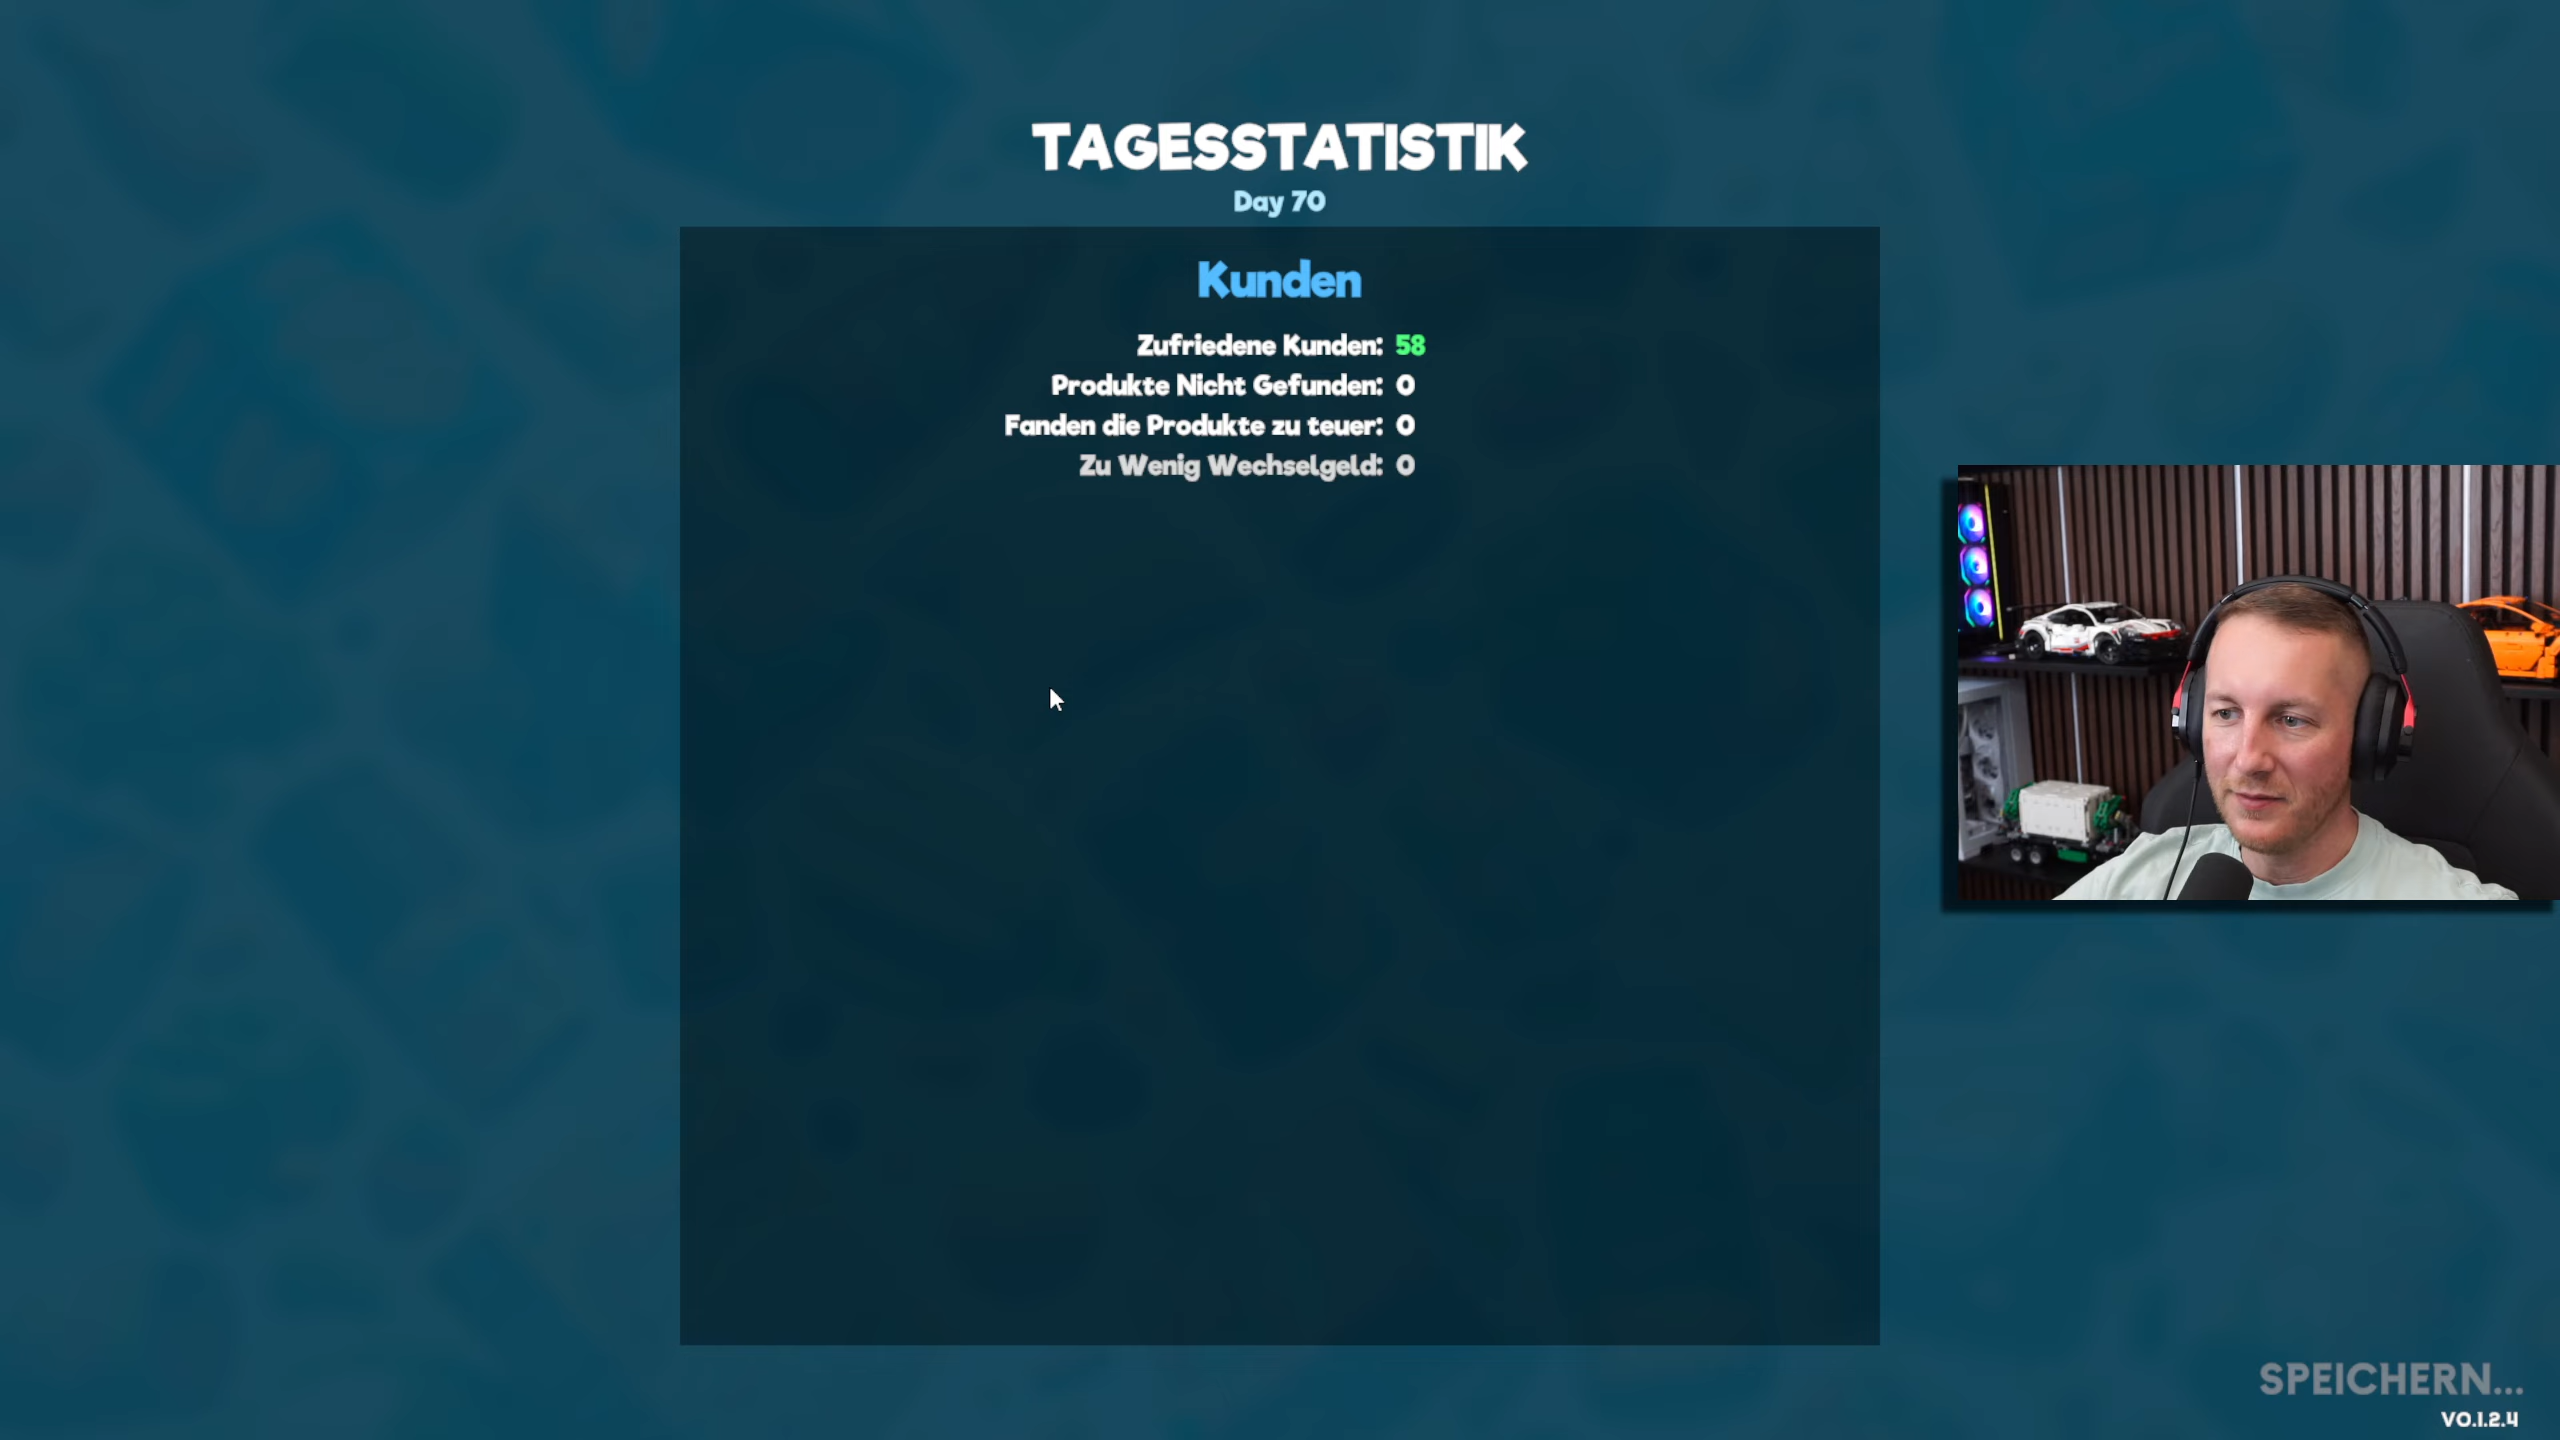 TAGESSTATISTIK
Day 70
Kunden
Zufriedene Kunden: 58
Produkte Nicht Gefunden: 0
Fanden die Produkte zu teuer: 0
Zu Wenig Wechselgeld: 0
SPEICHERN...
V0.1.2.4